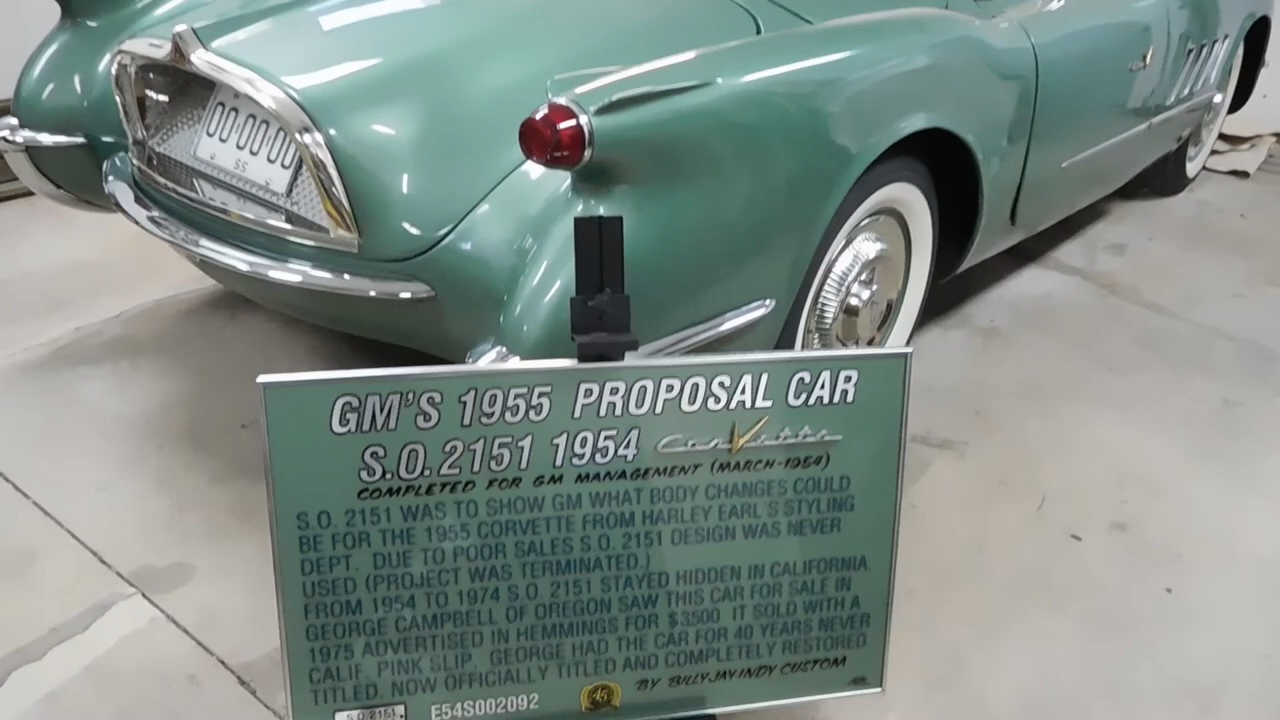 00-00-00
55
GM'S 1955 PROPOSAL CAR
S.O. 2151 1954 Corvette
COMPLETED FOR GM MANAGEMENT (MARCH-1954)
S.O. 2151 WAS TO SHOW GM WHAT BODY CHANGES COULD
BE FOR THE 1955 CORVETTE FROM HARLEY EARL'S STYLING
DEPT. DUE TO POOR SALES S.O. 2151 DESIGN WAS NEVER
USED (PROJECT WAS TERMINATED.)
FROM 1954 TO 1974 S.O. 2151 STAYED HIDDEN IN CALIFORNIA.
GEORGE CAMPBELL OF OREGON SAW THIS CAR FOR SALE IN
1975 ADVERTISED IN HEMMINGS FOR $3500 IT SOLD WITH A
CALIF. PINK SLIP. GEORGE HAD THE CAR FOR 40 YEARS NEVER
TITLED. NOW OFFICIALLY TITLED AND COMPLETELY RESTORED
BY BILLY JAY INDY CUSTOM
S.O. 2151 E54S002092 45